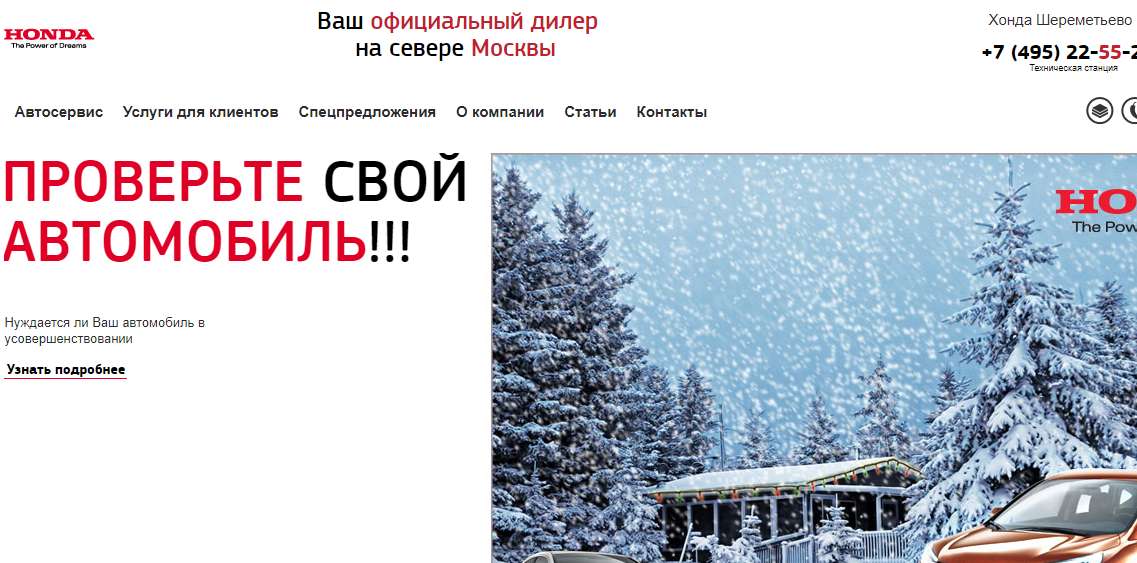 HONDA
The Power of Dreams
Ваш официальный дилер
на севере Москвы
Хонда Шереметьево
+7 (495) 22-55-2
Техническая станция
Автосервис Услуги для клиентов Спецпредложения О компании Статьи Контакты
ПРОВЕРЬТЕ СВОЙ
АВТОМОБИЛЬ!!!
Нуждается ли Ваш автомобиль в
усовершенствовании
Узнать подробнее
HO
The Pow